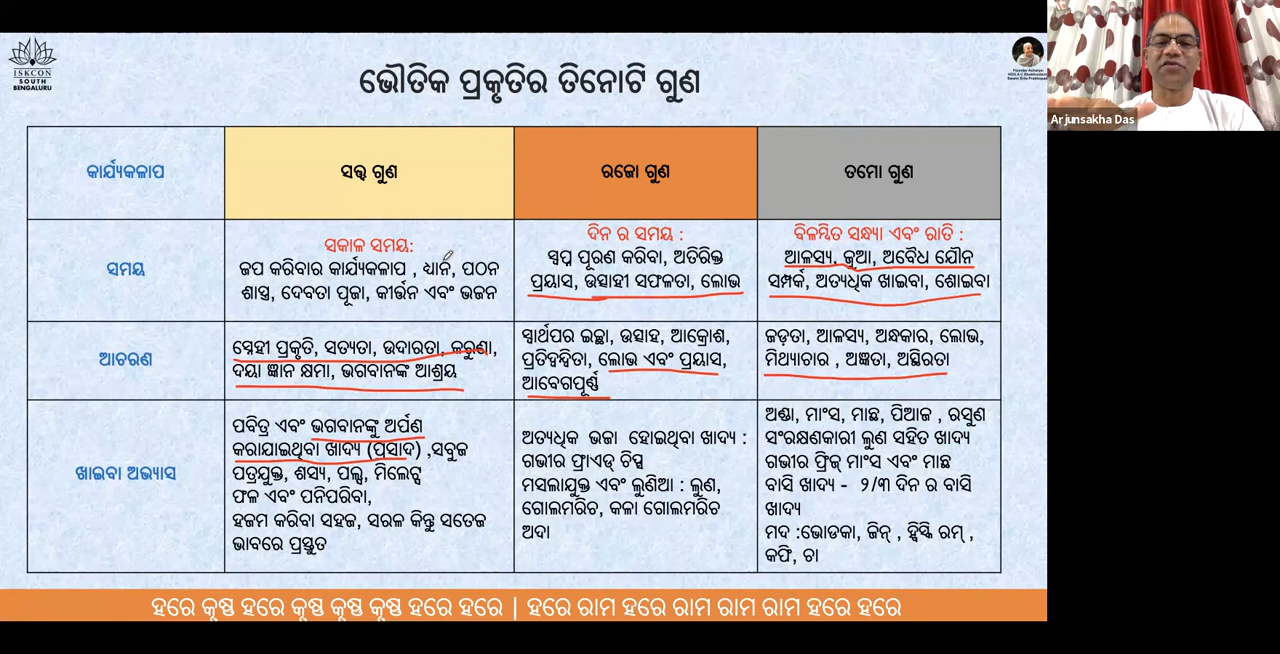 ISKCON
SOUTH
BENGALURU
ଭୌତିକ ପ୍ରକୃତିର ତିନୋଟି ଗୁଣ
Arjunsakha Das
କାର୍ଯ୍ୟକଳାପ
ସତ୍ତ୍ୱ ଗୁଣ
ରଜୋ ଗୁଣ
ତମୋ ଗୁଣ
ସମୟ
ସକାଳ ସମୟ:
ଜପ କରିବାର କାର୍ଯ୍ୟକଳାପ , ଧ୍ୟାନ, ପଠନ
ଶାସ୍ତ୍ର, ଦେବତା ପୂଜା, କୀର୍ତ୍ତନ ଏବଂ ଭଜନ
ଦିନ ର ସମୟ :
ସ୍ୱପ୍ନ ପୂରଣ କରିବା, ଅତିରିକ୍ତ
ପ୍ରୟାସ, ଉତ୍ସାହୀ ସଫଳତା, ଲୋଭ
ବିଳମ୍ବିତ ସନ୍ଧ୍ୟା ଏବଂ ରାତି :
ଆଳସ୍ୟ, ଜୁଆ, ଅବୈଧ ଯୌନ
ସମ୍ପର୍କ, ଅତ୍ୟଧିକ ଖାଇବା, ଶୋଇବା
ଆଚରଣ
ସ୍ନେହୀ ପ୍ରକୃତି, ସତ୍ୟତା, ଉଦାରତା, କରୁଣା,
ଦୟା ଜ୍ଞାନ କ୍ଷମା, ଭଗବାନଙ୍କ ଆଶ୍ରୟ
ସ୍ୱାର୍ଥପର ଇଚ୍ଛା, ଉତ୍ସାହ, ଆକ୍ରୋଶ,
ପ୍ରତିଦ୍ୱନ୍ଦ୍ୱିତା, ଲୋଭ ଏବଂ ପ୍ରୟାସ,
ଆବେଗପୂର୍ଣ୍ଣ
ଜଡ଼ତା, ଆଳସ୍ୟ, ଅନ୍ଧକାର, ଲୋଭ,
ମିଥ୍ୟାଚାର , ଅଜ୍ଞତା, ଅସ୍ଥିରତା
ଖାଇବା ଅଭ୍ୟାସ
ପବିତ୍ର ଏବଂ ଭଗବାନଙ୍କୁ ଅର୍ପଣ
କରାଯାଇଥିବା ଖାଦ୍ୟ (ପ୍ରସାଦ) ,ସବୁଜ
ପତ୍ରଯୁକ୍ତ, ଶସ୍ୟ, ପଲ୍ସ, ମିଲେଟ୍ସ
ଫଳ ଏବଂ ପନିପରିବା,
ହଜମ କରିବା ସହଜ, ସରଳ କିନ୍ତୁ ସତେଜ
ଭାବରେ ପ୍ରସ୍ତୁତ
ଅତ୍ୟଧିକ ଭଜା ହୋଇଥିବା ଖାଦ୍ୟ :
ଗଭୀର ଫ୍ରାଏଡ୍ ଚିପ୍ସ
ମସଲାଯୁକ୍ତ ଏବଂ ଲୁଣିଆ : ଲୁଣ,
ଗୋଲମରିଚ, କଳା ଗୋଲମରିଚ
ଅଦା
ଅଣ୍ଡା, ମାଂସ, ମାଛ, ପିଆଜ , ରସୁଣ
ସଂରକ୍ଷଣକାରୀ ଲୁଣ ସହିତ ଖାଦ୍ୟ
ଗଭୀର ଫ୍ରିଜ୍ ମାଂସ ଏବଂ ମାଛ
ବାସି ଖାଦ୍ୟ - ୨/୩ ଦିନ ର ବାସି
ଖାଦ୍ୟ
ମଦ :ଭୋଡକା, ଜିନ୍ , ହ୍ୱିସ୍କି ରମ୍ ,
କଫି, ଚା
ହରେ କୃଷ୍ଣ ହରେ କୃଷ୍ଣ କୃଷ୍ଣ କୃଷ୍ଣ ହରେ ହରେ | ହରେ ରାମ ହରେ ରାମ ରାମ ରାମ ହରେ ହରେ